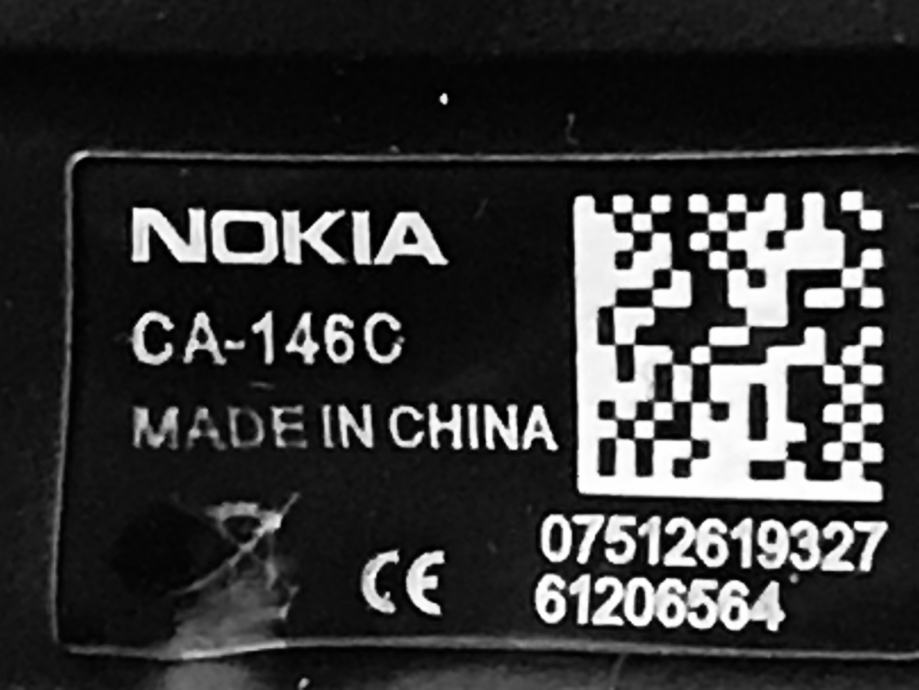 NOKIA
CA-146C
MADE IN CHINA
CE
07512619327
61206564